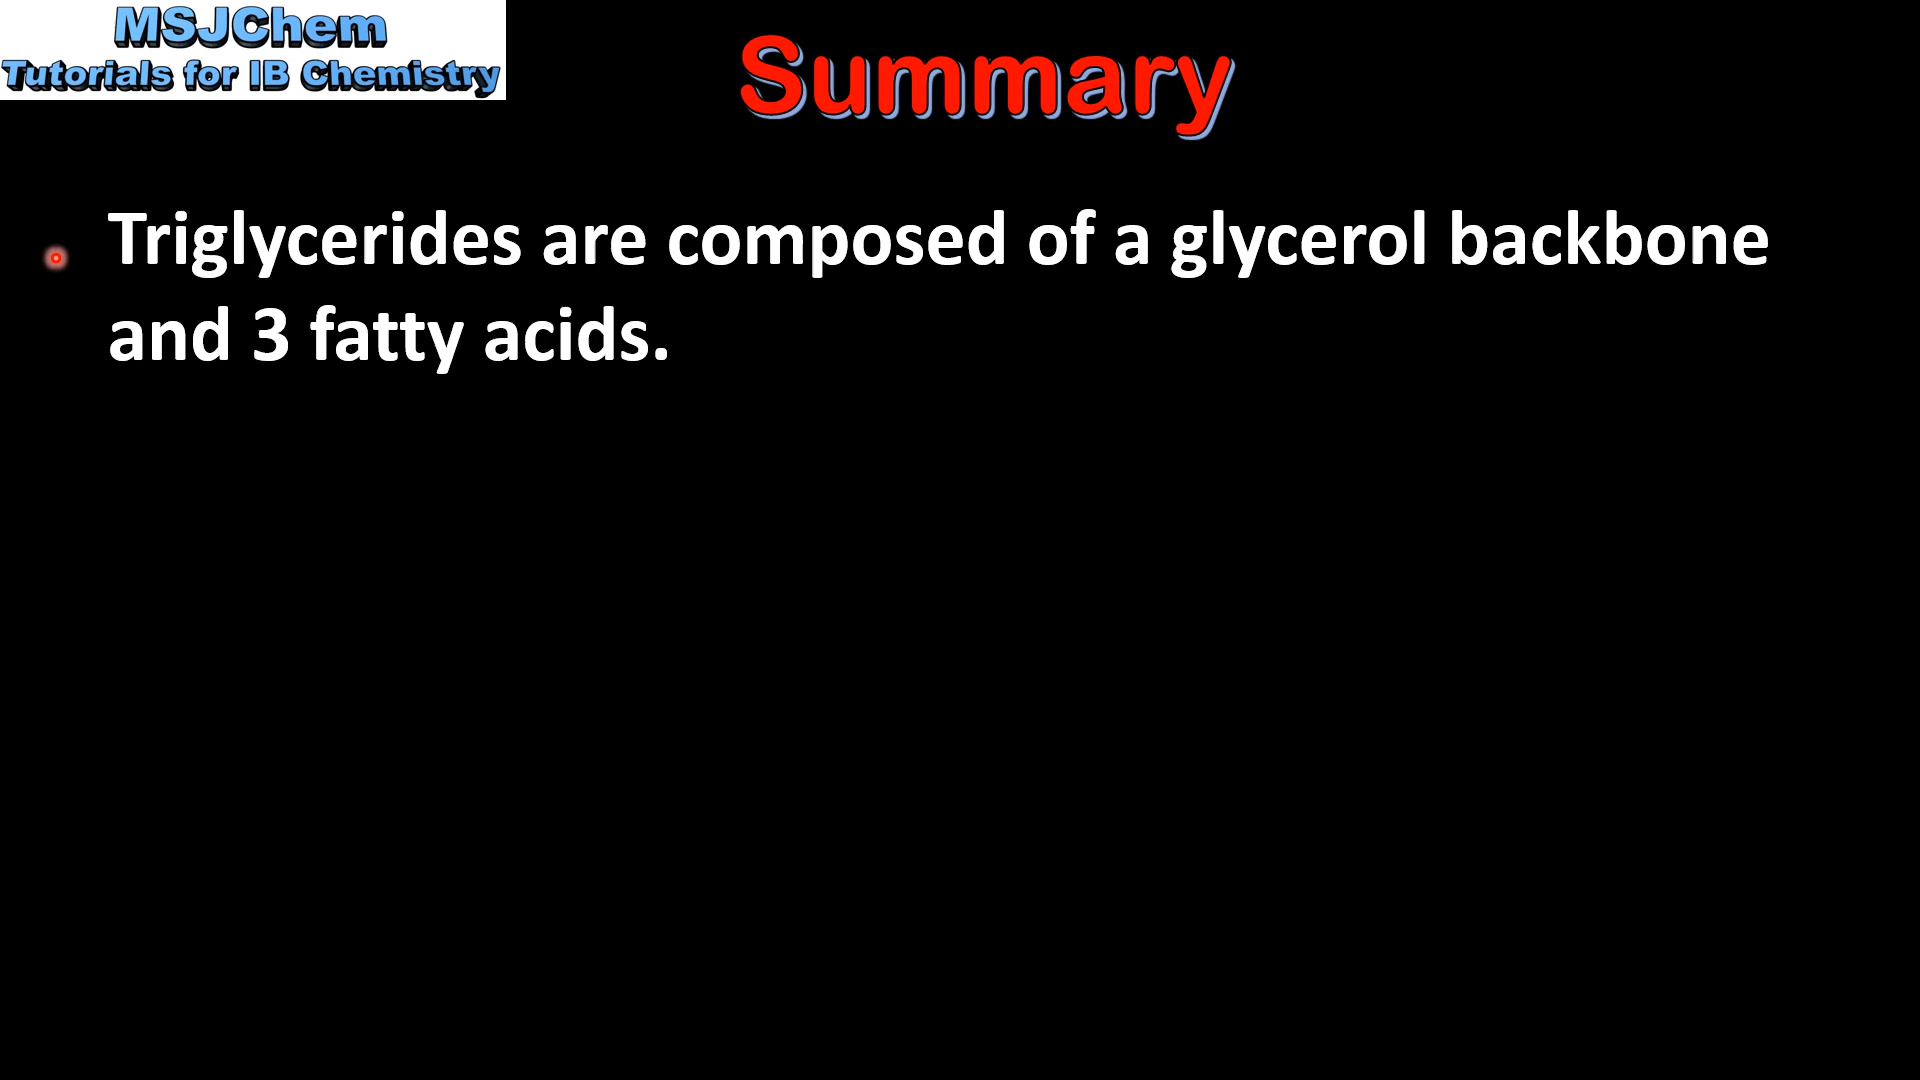 MSJChem
Tutorials for IB Chemistry
Summary
Triglycerides are composed of a glycerol backbone
and 3 fatty acids.